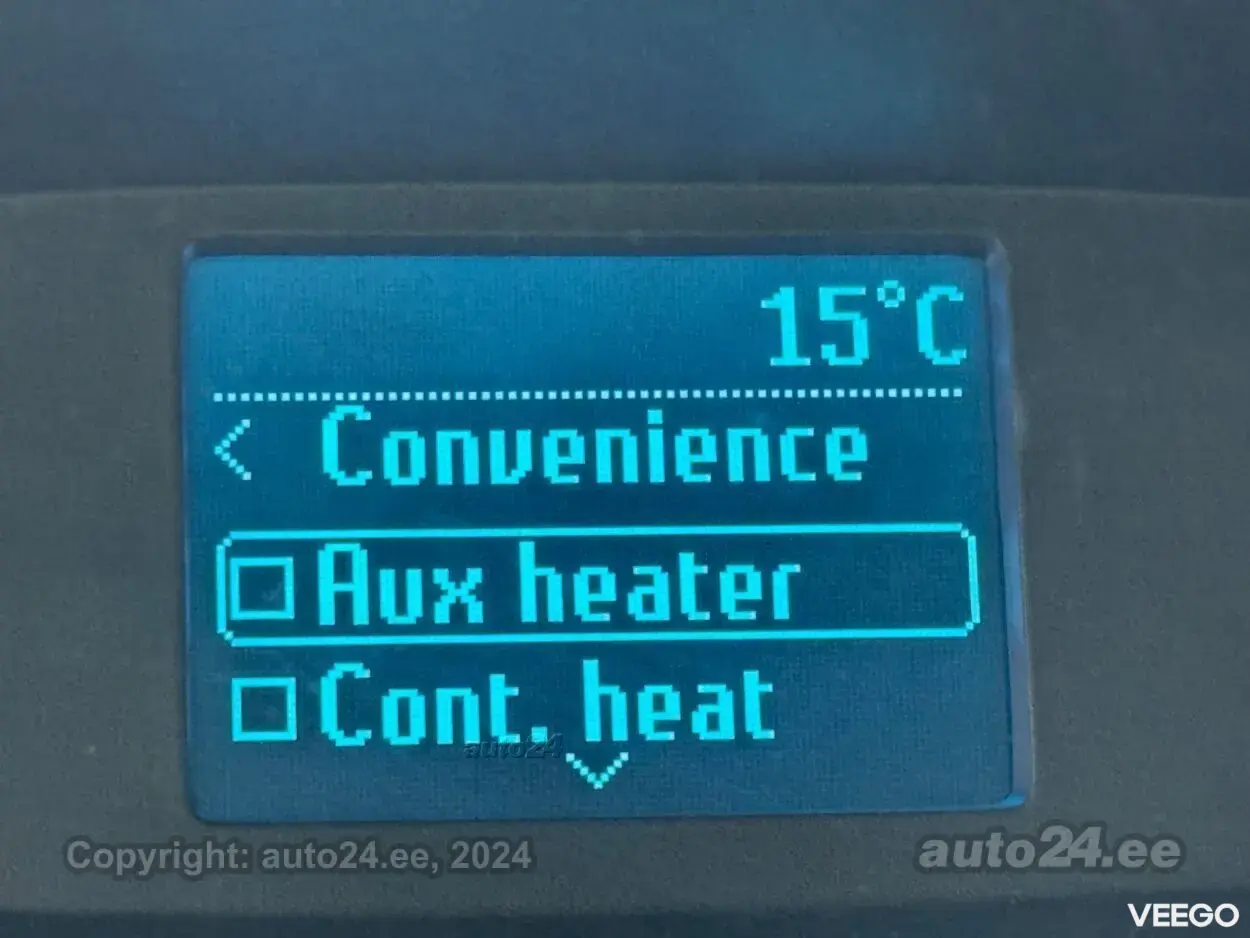 15°C
< Convenience
Aux heater
Cont. heat
auto24
Copyright: auto24.ee, 2024
auto24.ee
VEEGO